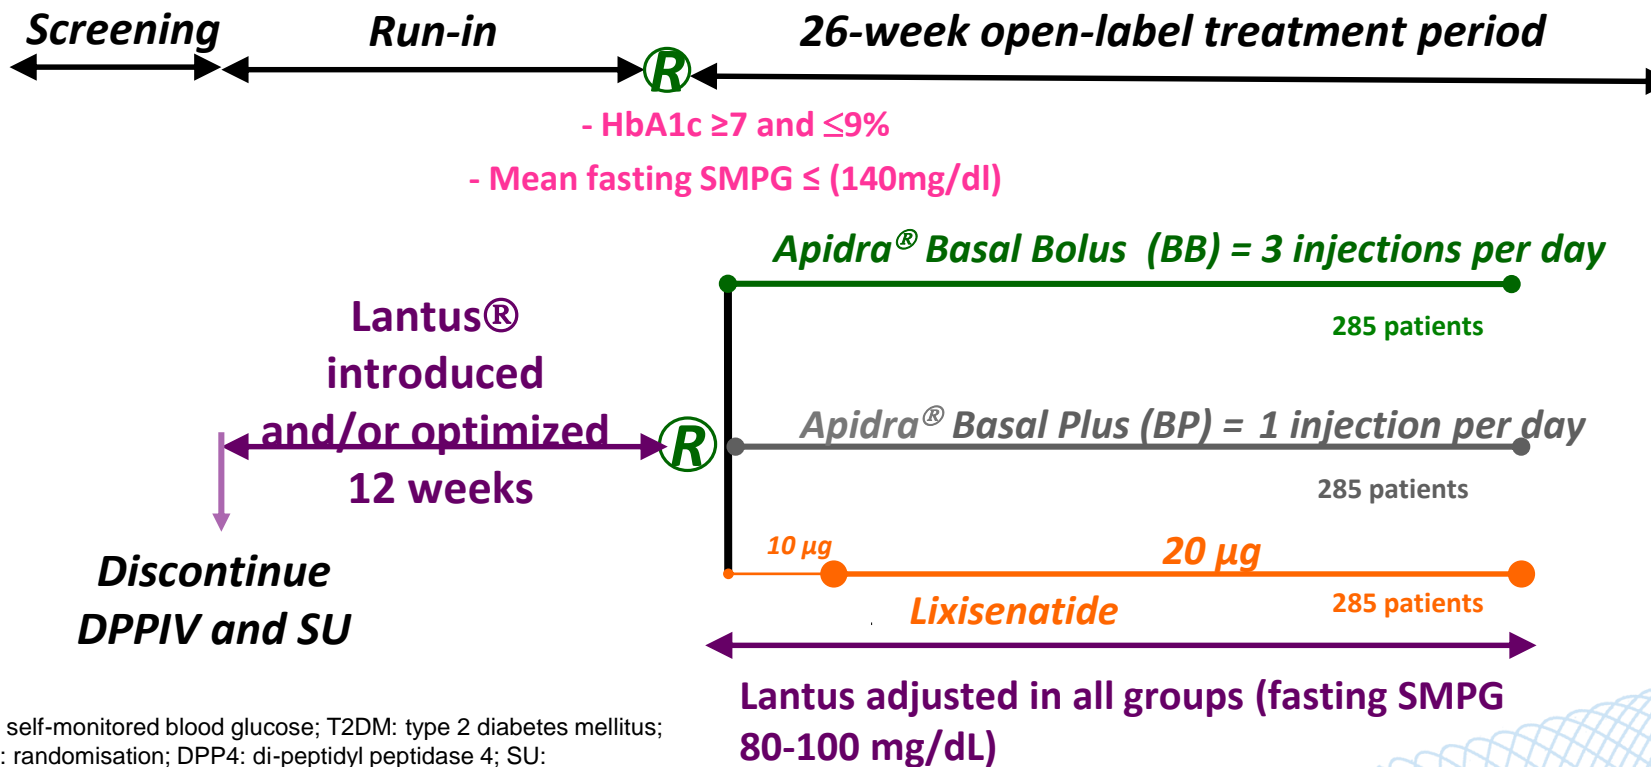 Screening
Run-in
26-week open-label treatment period
R
- HbA1c ≥7 and ≤9%
- Mean fasting SMPG ≤ (140mg/dl)
Apidra® Basal Bolus (BB) = 3 injections per day
285 patients
Lantus®
introduced
and/or optimized
12 weeks
R
Apidra® Basal Plus (BP) = 1 injection per day
285 patients
10 µg
20 µg
Lixisenatide
285 patients
Discontinue
DPPIV and SU
Lantus adjusted in all groups (fasting SMPG
80-100 mg/dL)
self-monitored blood glucose; T2DM: type 2 diabetes mellitus;
: randomisation; DPP4: di-peptidyl peptidase 4; SU: